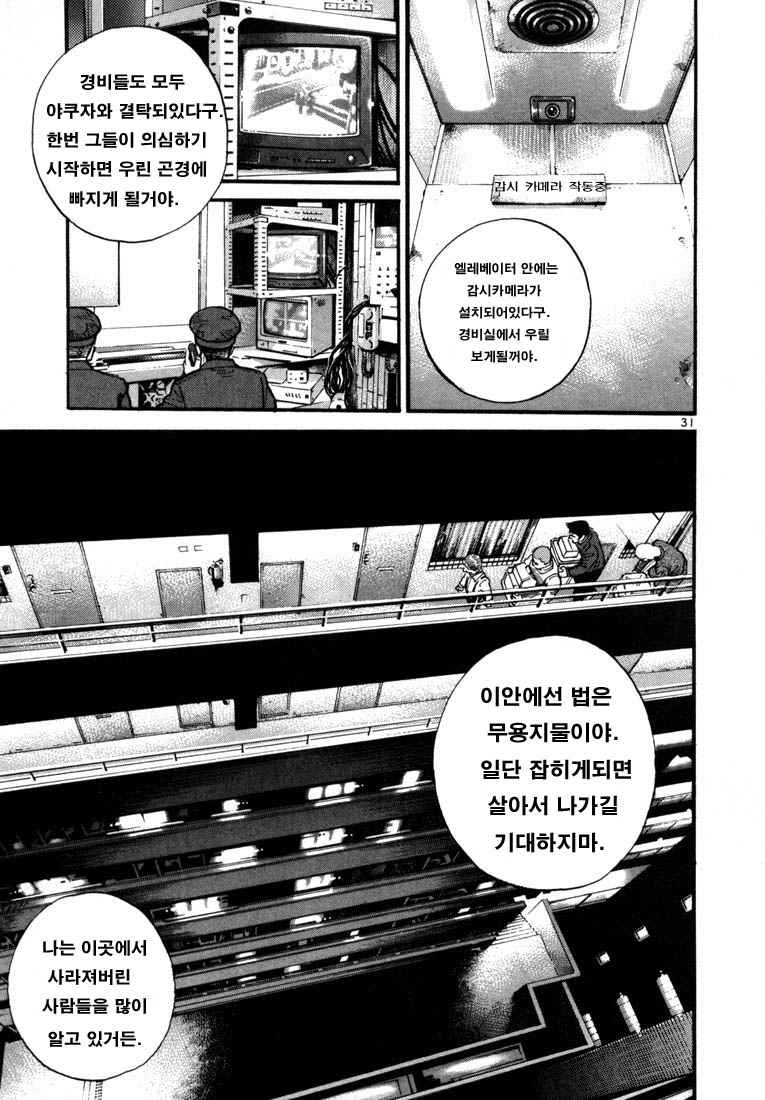 감시 카메라 작동중
엘레베이터 안에는
감시카메라가
설치되어있다구.
경비실에서 우릴
보게될꺼야.
경비들도 모두
야쿠자와 결탁되있다구.
한번 그들이 의심하기
시작하면 우린 곤경에
빠지게 될거야.
31
이안에선 법은
무용지물이야.
일단 잡히게되면
살아서 나가길
기대하지마.
나는 이곳에서
사라져버린
사람들을 많이
알고 있거든.